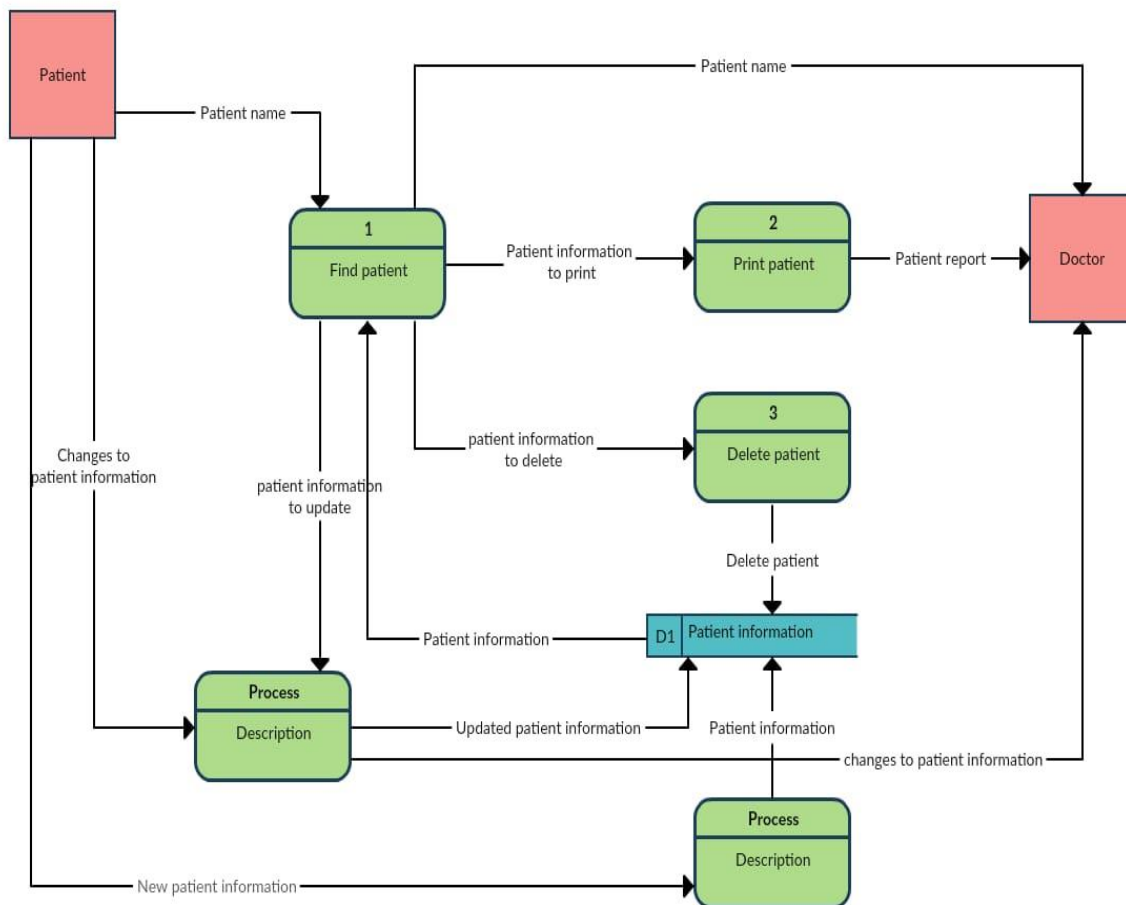 Patient
Patient name
Patient name
1
Find patient
Patient information
to print
2
Print patient
Patient report
Doctor
3
Delete patient
patient information
to delete
Changes to
patient information
patient information
to update
Delete patient
D1
Patient information
Patient information
Process
Description
Updated patient information
Patient information
changes to patient information
Process
Description
New patient information